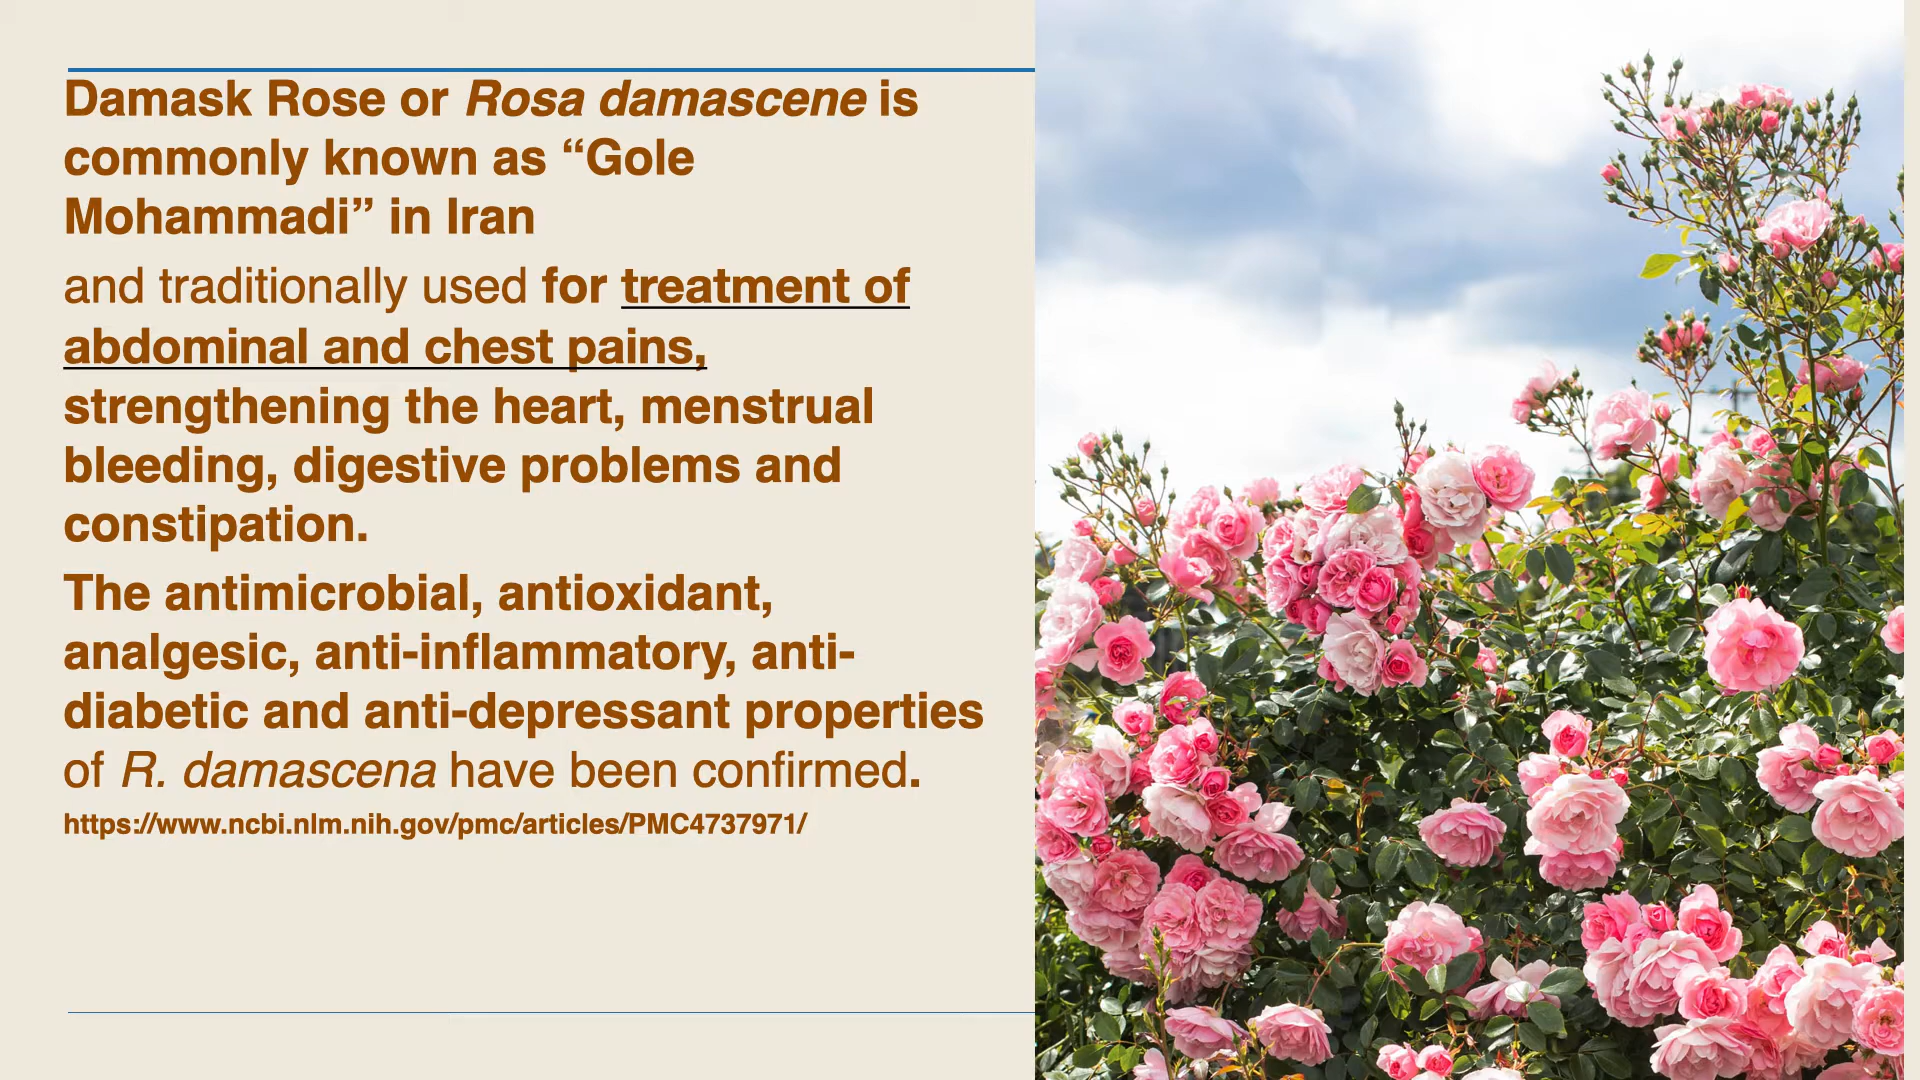 Damask Rose or Rosa damascene is
commonly known as “Gole
Mohammadi” in Iran
and traditionally used for treatment of
abdominal and chest pains,
strengthening the heart, menstrual
bleeding, digestive problems and
constipation.
The antimicrobial, antioxidant,
analgesic, anti-inflammatory, anti-
diabetic and anti-depressant properties
of R. damascena have been confirmed.
https://www.ncbi.nlm.nih.gov/pmc/articles/PMC4737971/